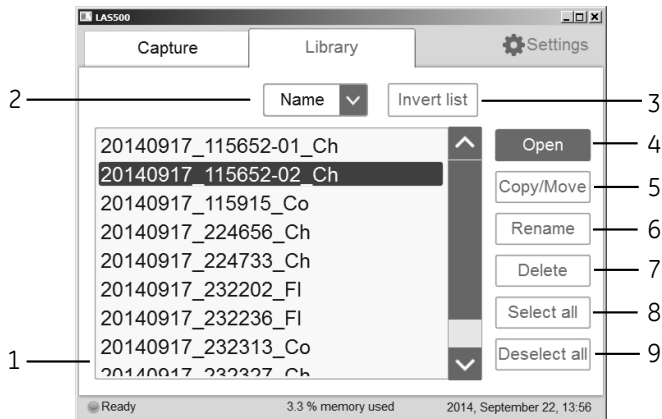 LAS500
Capture Library Settings
2 Name Invert list 3
20140917_115652-01_Ch Open 4
20140917_115652-02_Ch Copy/Move 5
20140917_115915_Co
20140917_224656_Ch Rename 6
20140917_224733_Ch Delete 7
20140917_232202_Fl
20140917_232236_Fl Select all 8
20140917_232313_Co Deselect all 9
1 20140917_232327_Ch
Ready 3.3 % memory used 2014, September 22, 13:56